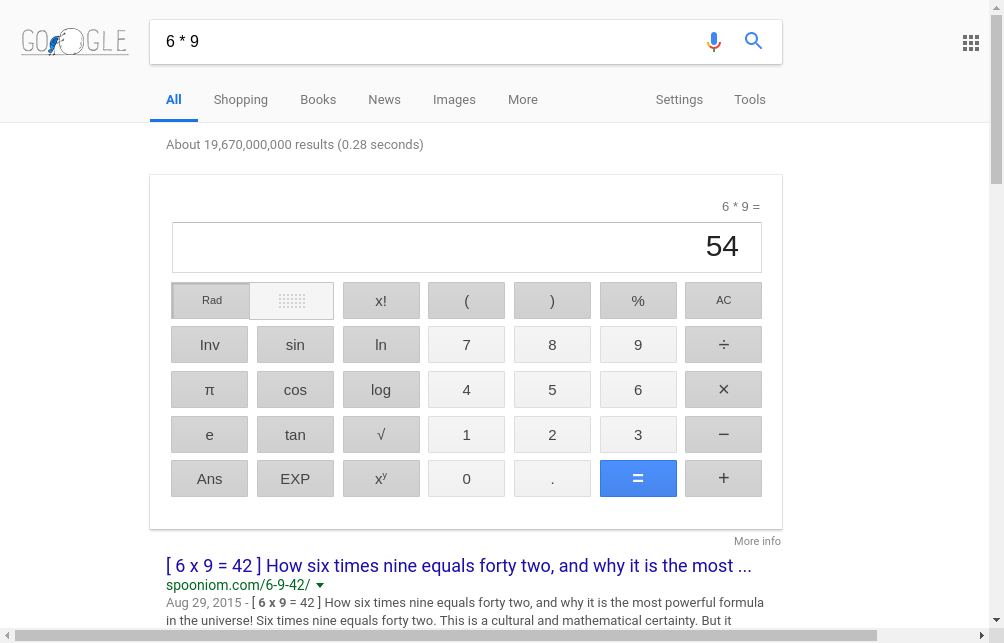 GOOGLE
6 * 9
All Shopping Books News Images More Settings Tools
About 19,670,000,000 results (0.28 seconds)
6 * 9 =
54
Rad x! ( ) % AC
Inv sin ln 7 8 9 ÷
π cos log 4 5 6 ×
e tan √ 1 2 3 −
Ans EXP xʸ 0 . = +
More info
[ 6 x 9 = 42 ] How six times nine equals forty two, and why it is the most ...
spooniom.com/6-9-42/
Aug 29, 2015 - [ 6 x 9 = 42 ] How six times nine equals forty two, and why it is the most powerful formula
in the universe! Six times nine equals forty two. This is a cultural and mathematical certainty. But it